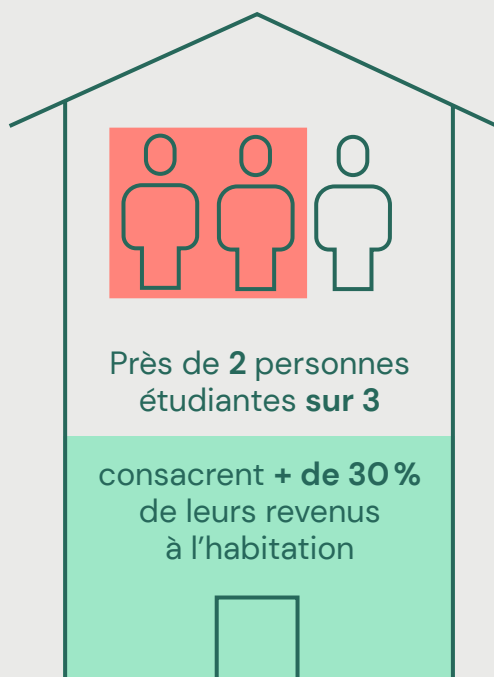 Près de 2 personnes
étudiantes sur 3
consacrent + de 30 %
de leurs revenus
à l’habitation